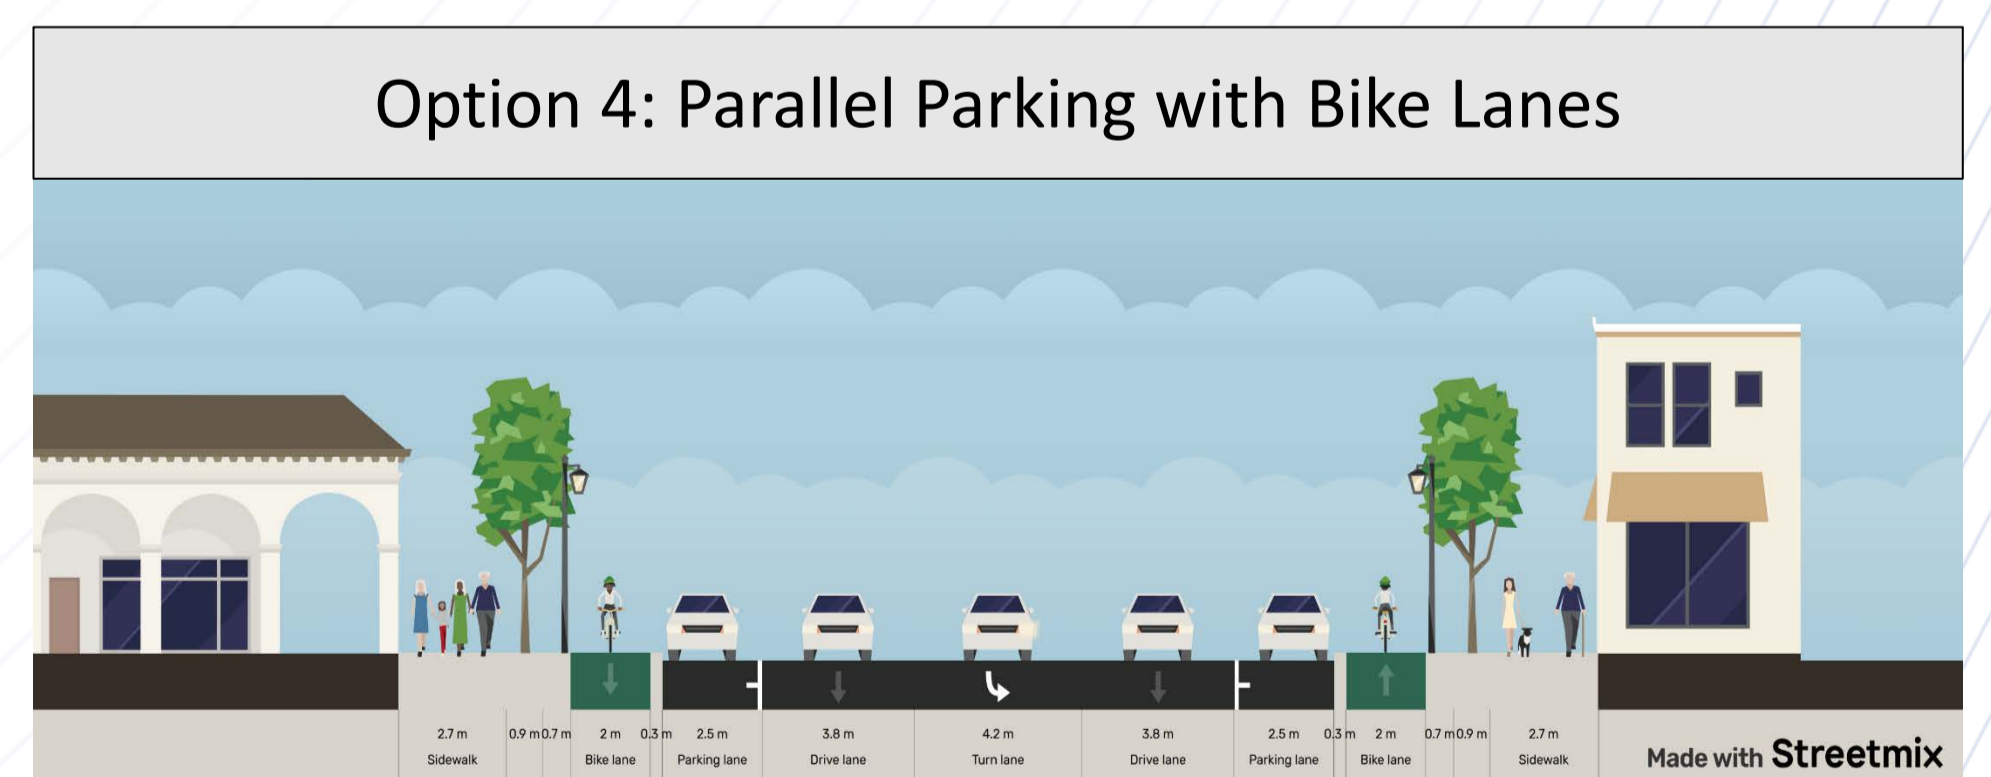 Option 4: Parallel Parking with Bike Lanes
2.7 m 0.9 m 0.7 m 2 m 0.3 m 2.5 m 3.8 m 4.2 m 3.8 m 2.5 m 0.3 m 2 m 0.7 m 0.9 m 2.7 m
Sidewalk Bike lane Parking lane Drive lane Turn lane Drive lane Parking lane Bike lane Sidewalk
Made with Streetmix